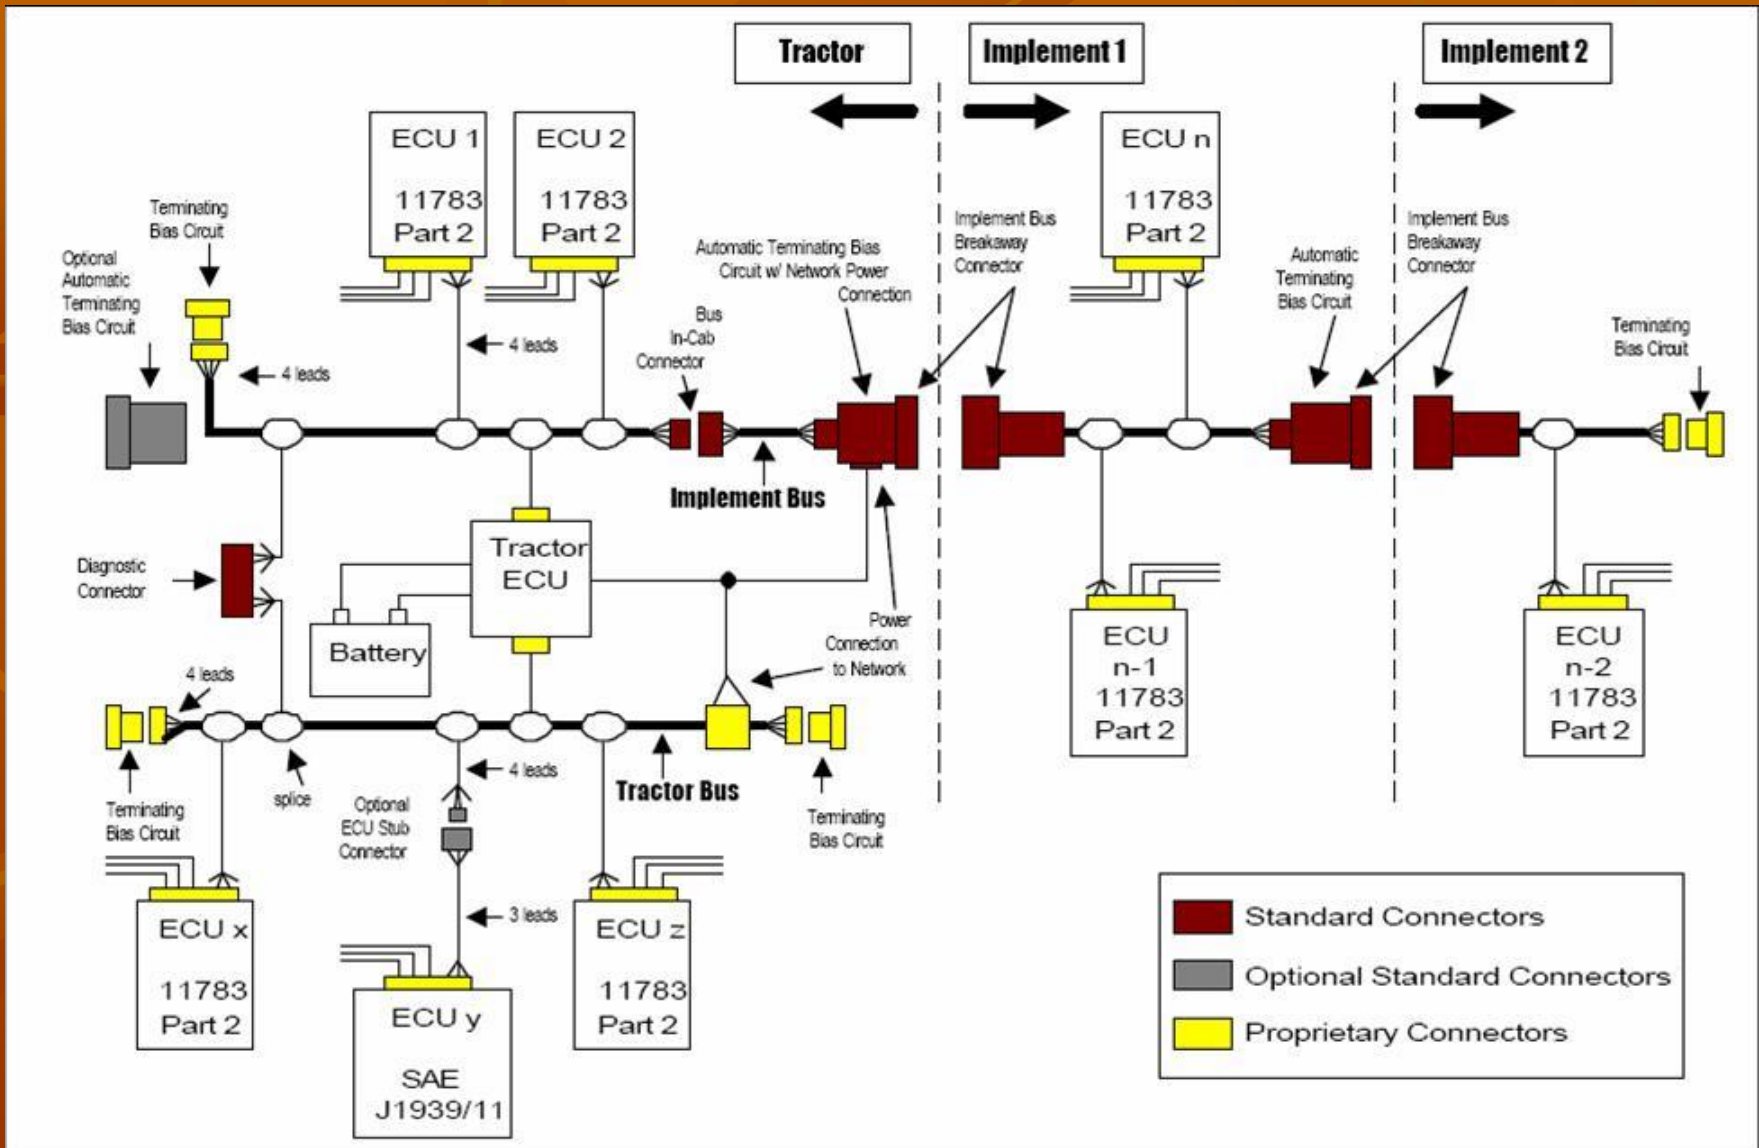 Tractor
Implement 1
Implement 2
ECU 1
11783
Part 2
ECU 2
11783
Part 2
ECU n
11783
Part 2
Terminating
Bias Circuit
Optional
Automatic
Terminating
Bias Circuit
4 leads
4 leads
Bus
In-Cab
Connector
Automatic Terminating Bias
Circuit w/ Network Power
Connection
Implement Bus
Breakaway
Connector
Automatic
Terminating
Bias Circuit
Implement Bus
Breakaway
Connector
Terminating
Bias Circuit
Implement Bus
Diagnostic
Connector
Tractor
ECU
Battery
Power
Connection
to Network
4 leads
Terminating
Bias Circuit
splice
4 leads
Optional
ECU Stub
Connector
Tractor Bus
Terminating
Bias Circuit
3 leads
ECU x
11783
Part 2
ECU y
SAE
J1939/11
ECU z
11783
Part 2
ECU
n-1
11783
Part 2
ECU
n-2
11783
Part 2
Standard Connectors
Optional Standard Connectors
Proprietary Connectors